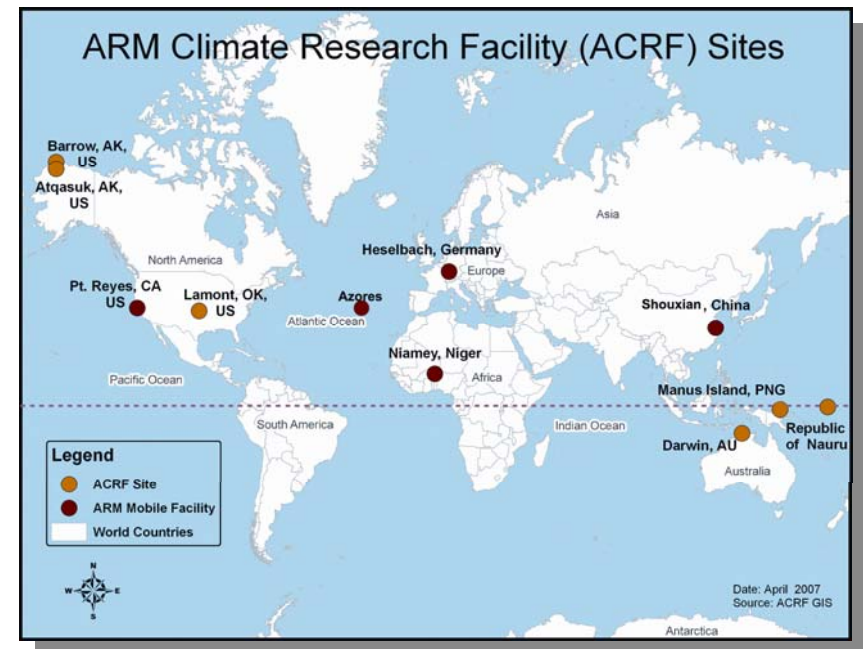 ARM Climate Research Facility (ACRF) Sites
Barrow, AK,
US
Atqasuk, AK,
US
Asia
Heselbach, Germany
North America
Europe
Pt. Reyes, CA
US
Lamont, OK,
US
Azores
Shouxian, China
Atlantic Ocean
Niamey, Niger
Pacific Ocean
Africa
Manus Island, PNG
South America
Indian Ocean
Republic
of Nauru
Darwin, AU
Australia
Legend
ACRF Site
ARM Mobile Facility
World Countries
N
W E
S
Date: April 2007
Source: ACRF GIS
Antarctica